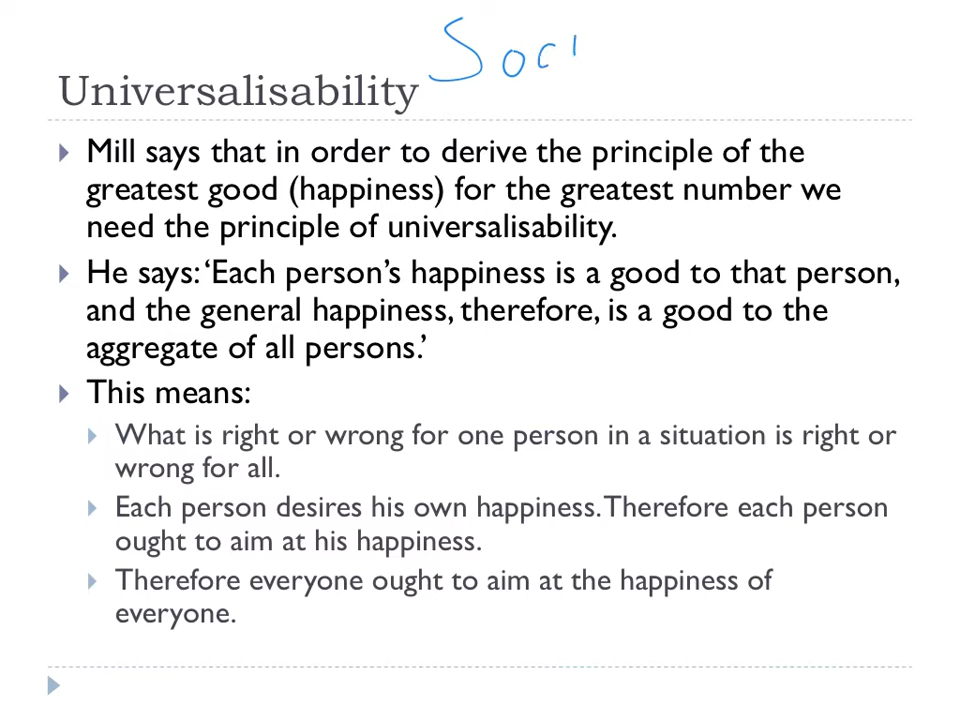 Soci
Universalisability
Mill says that in order to derive the principle of the
greatest good (happiness) for the greatest number we
need the principle of universalisability.
He says: ‘Each person’s happiness is a good to that person,
and the general happiness, therefore, is a good to the
aggregate of all persons.’
This means:
What is right or wrong for one person in a situation is right or
wrong for all.
Each person desires his own happiness. Therefore each person
ought to aim at his happiness.
Therefore everyone ought to aim at the happiness of
everyone.